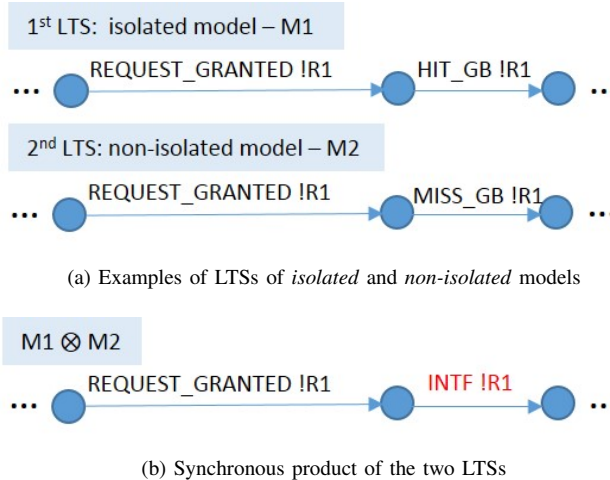 1st LTS: isolated model – M1
REQUEST_GRANTED !R1 HIT_GB !R1
... ..
2nd LTS: non-isolated model – M2
REQUEST_GRANTED !R1 MISS_GB !R1
... ...
(a) Examples of LTSs of isolated and non-isolated models
M1 ⊗ M2
REQUEST_GRANTED !R1 INTF !R1
... ..
(b) Synchronous product of the two LTSs